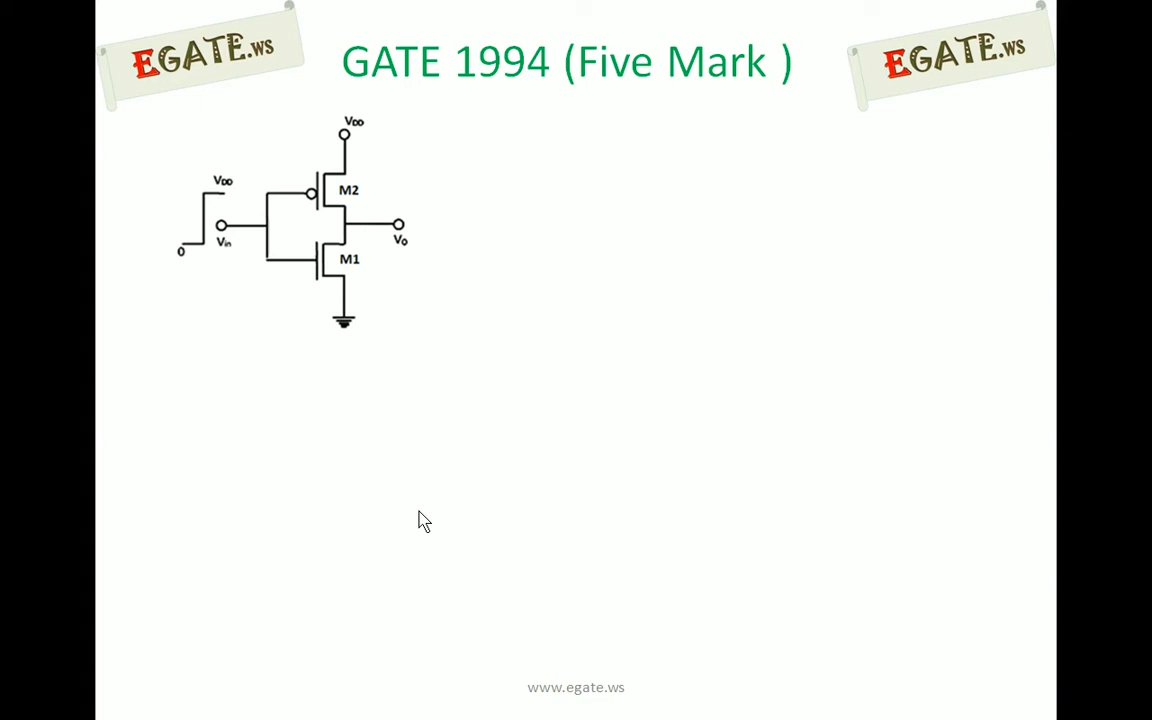 EGATE.ws
GATE 1994 (Five Mark )
EGATE.ws
VDD
VDD
M2
Vin
Vo
0
M1
www.egate.ws